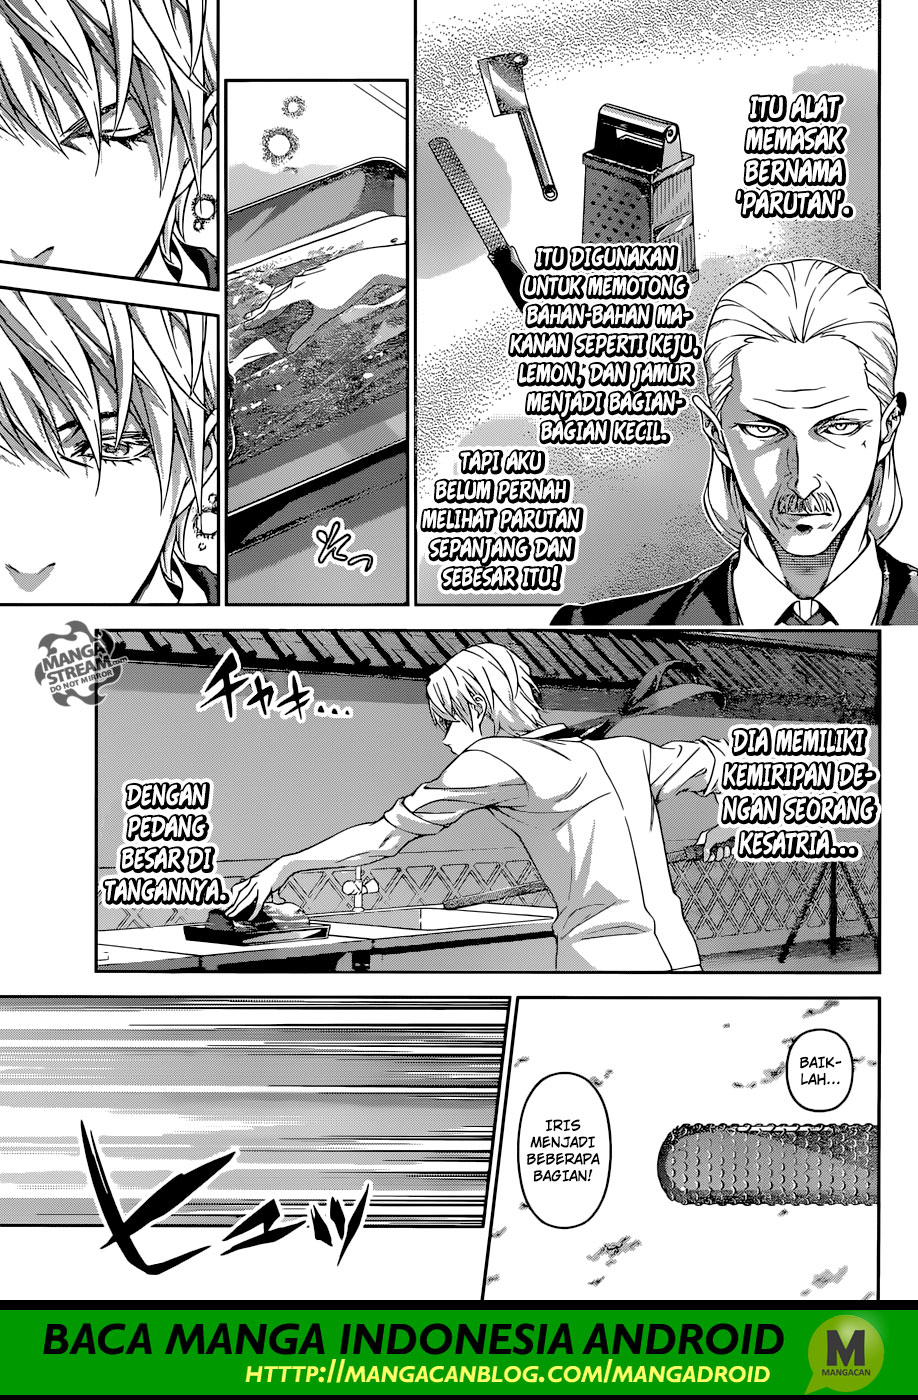 ITU ALAT
MEMASAK
BERNAMA
'PARUTAN'.
ITU DIGUNAKAN
UNTUK MEMOTONG
BAHAN-BAHAN MA-
KANAN SEPERTI KEJU,
LEMON, DAN JAMUR
MENJADI BAGIAN-
BAGIAN KECIL.
TAPI AKU
BELUM PERNAH
MELIHAT PARUTAN
SEPANJANG DAN
SEBESAR ITU!
MANGA
STREAM.com
DO NOT MIRROR!
チャキ...
DIA MEMILIKI
KEMIRIPAN DE-
NGAN SEORANG
KESATRIA...
DENGAN
PEDANG
BESAR DI
TANGANNYA.
BAIK-
LAH...
IRIS
MENJADI
BEBERAPA
BAGIAN!
ヒュッ
BACA MANGA INDONESIA ANDROID
HTTTP://MANGACANBLOG.COM/MANGADROID
M
MANGACAN